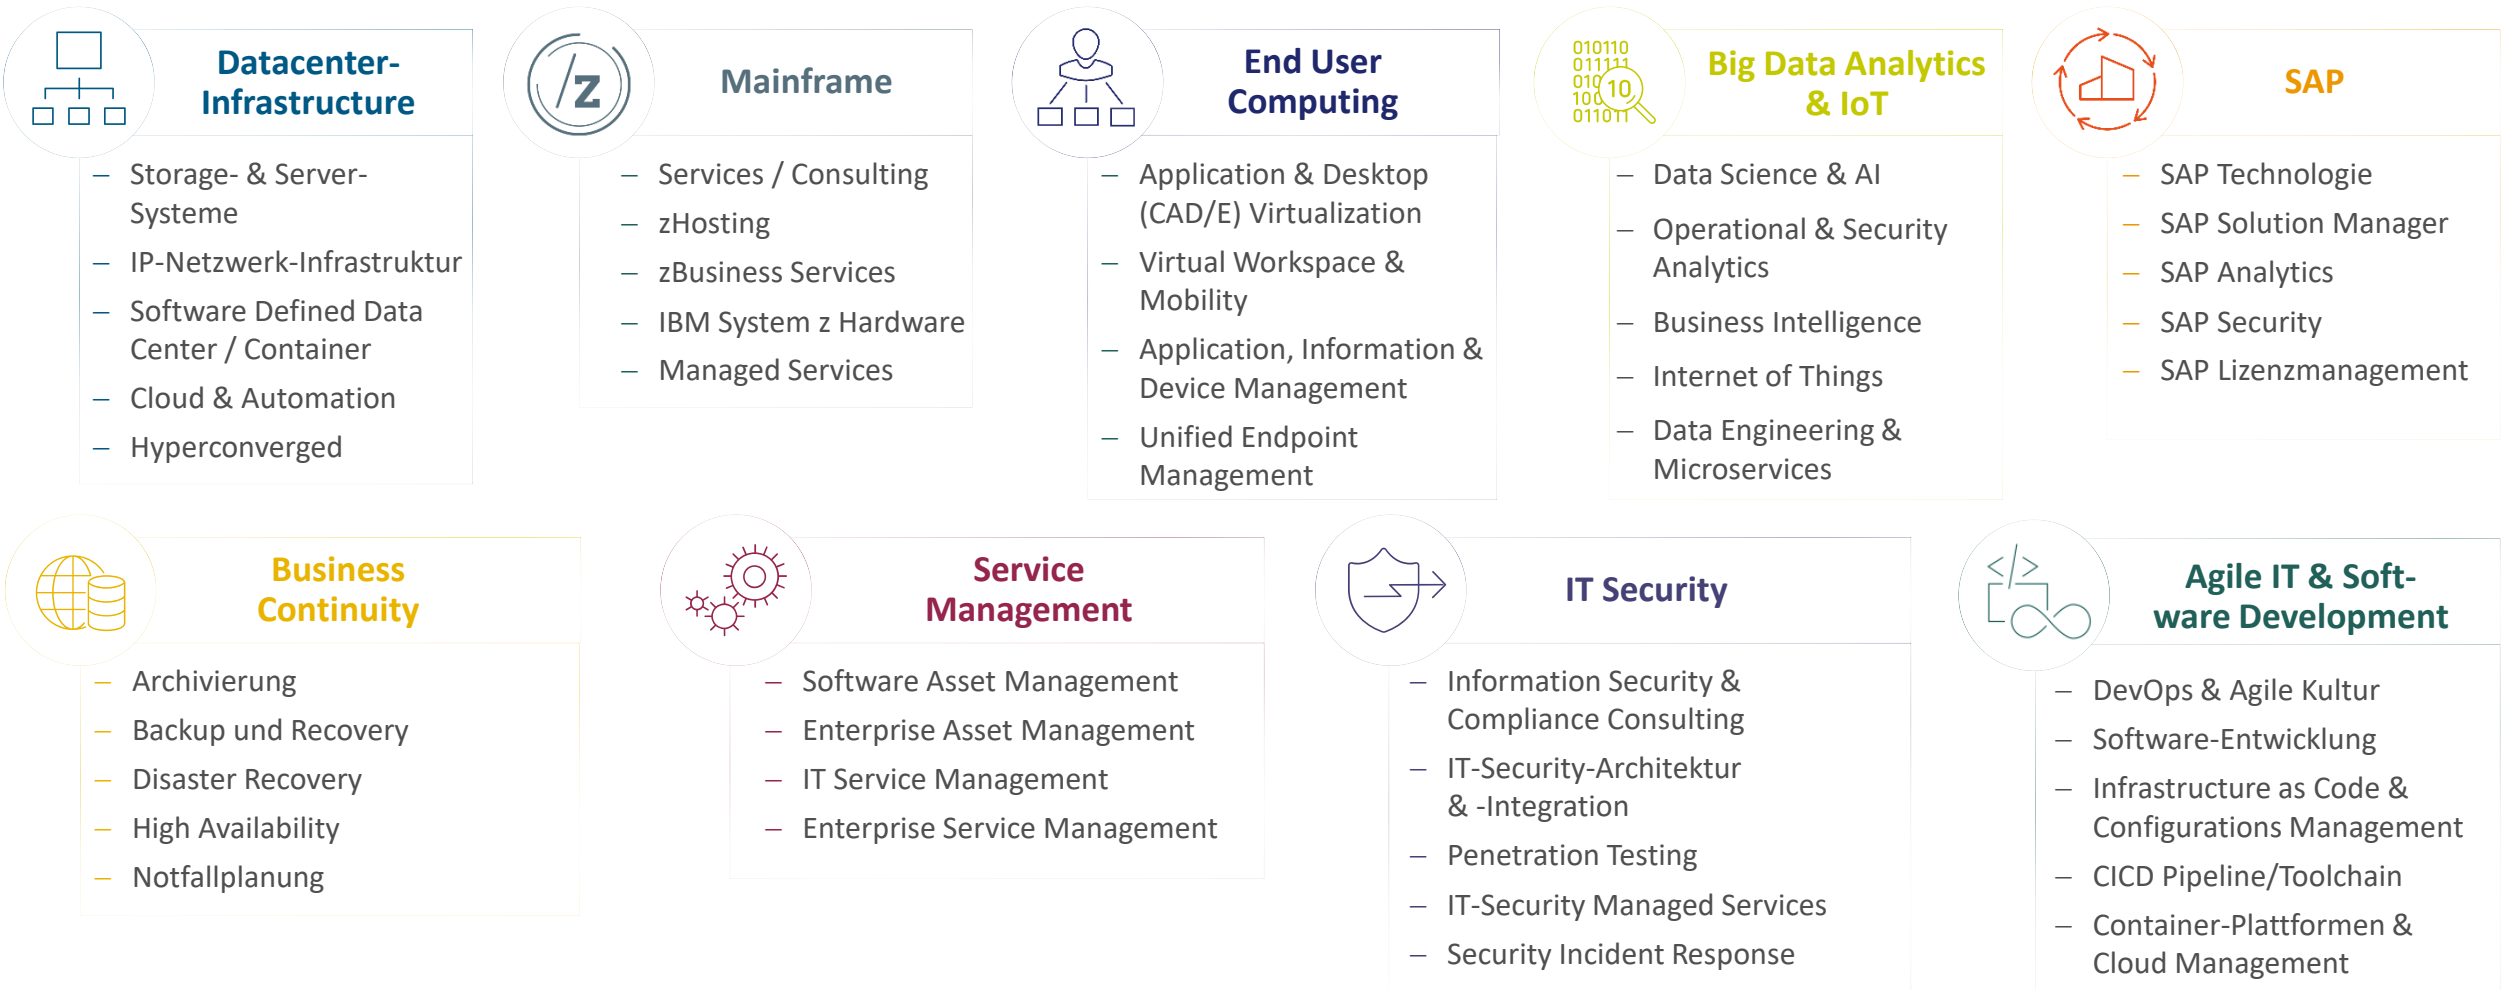 Datacenter-
Infrastructure
Storage- & Server-
Systeme
IP-Netzwerk-Infrastruktur
Software Defined Data
Center / Container
Cloud & Automation
Hyperconverged
/z
Mainframe
Services / Consulting
zHosting
zBusiness Services
IBM System z Hardware
Managed Services
End User
Computing
Application & Desktop
(CAD/E) Virtualization
Virtual Workspace &
Mobility
Application, Information &
Device Management
Unified Endpoint
Management
010110
011111
010
10
100
011011
Big Data Analytics
& IoT
Data Science & AI
Operational & Security
Analytics
Business Intelligence
Internet of Things
Data Engineering &
Microservices
SAP
SAP Technologie
SAP Solution Manager
SAP Analytics
SAP Security
SAP Lizenzmanagement
Business
Continuity
Archivierung
Backup und Recovery
Disaster Recovery
High Availability
Notfallplanung
Service
Management
Software Asset Management
Enterprise Asset Management
IT Service Management
Enterprise Service Management
IT Security
Information Security &
Compliance Consulting
IT-Security-Architektur
& -Integration
Penetration Testing
IT-Security Managed Services
Security Incident Response
</>
Agile IT & Soft-
ware Development
DevOps & Agile Kultur
Software-Entwicklung
Infrastructure as Code &
Configurations Management
CICD Pipeline/Toolchain
Container-Plattformen &
Cloud Management